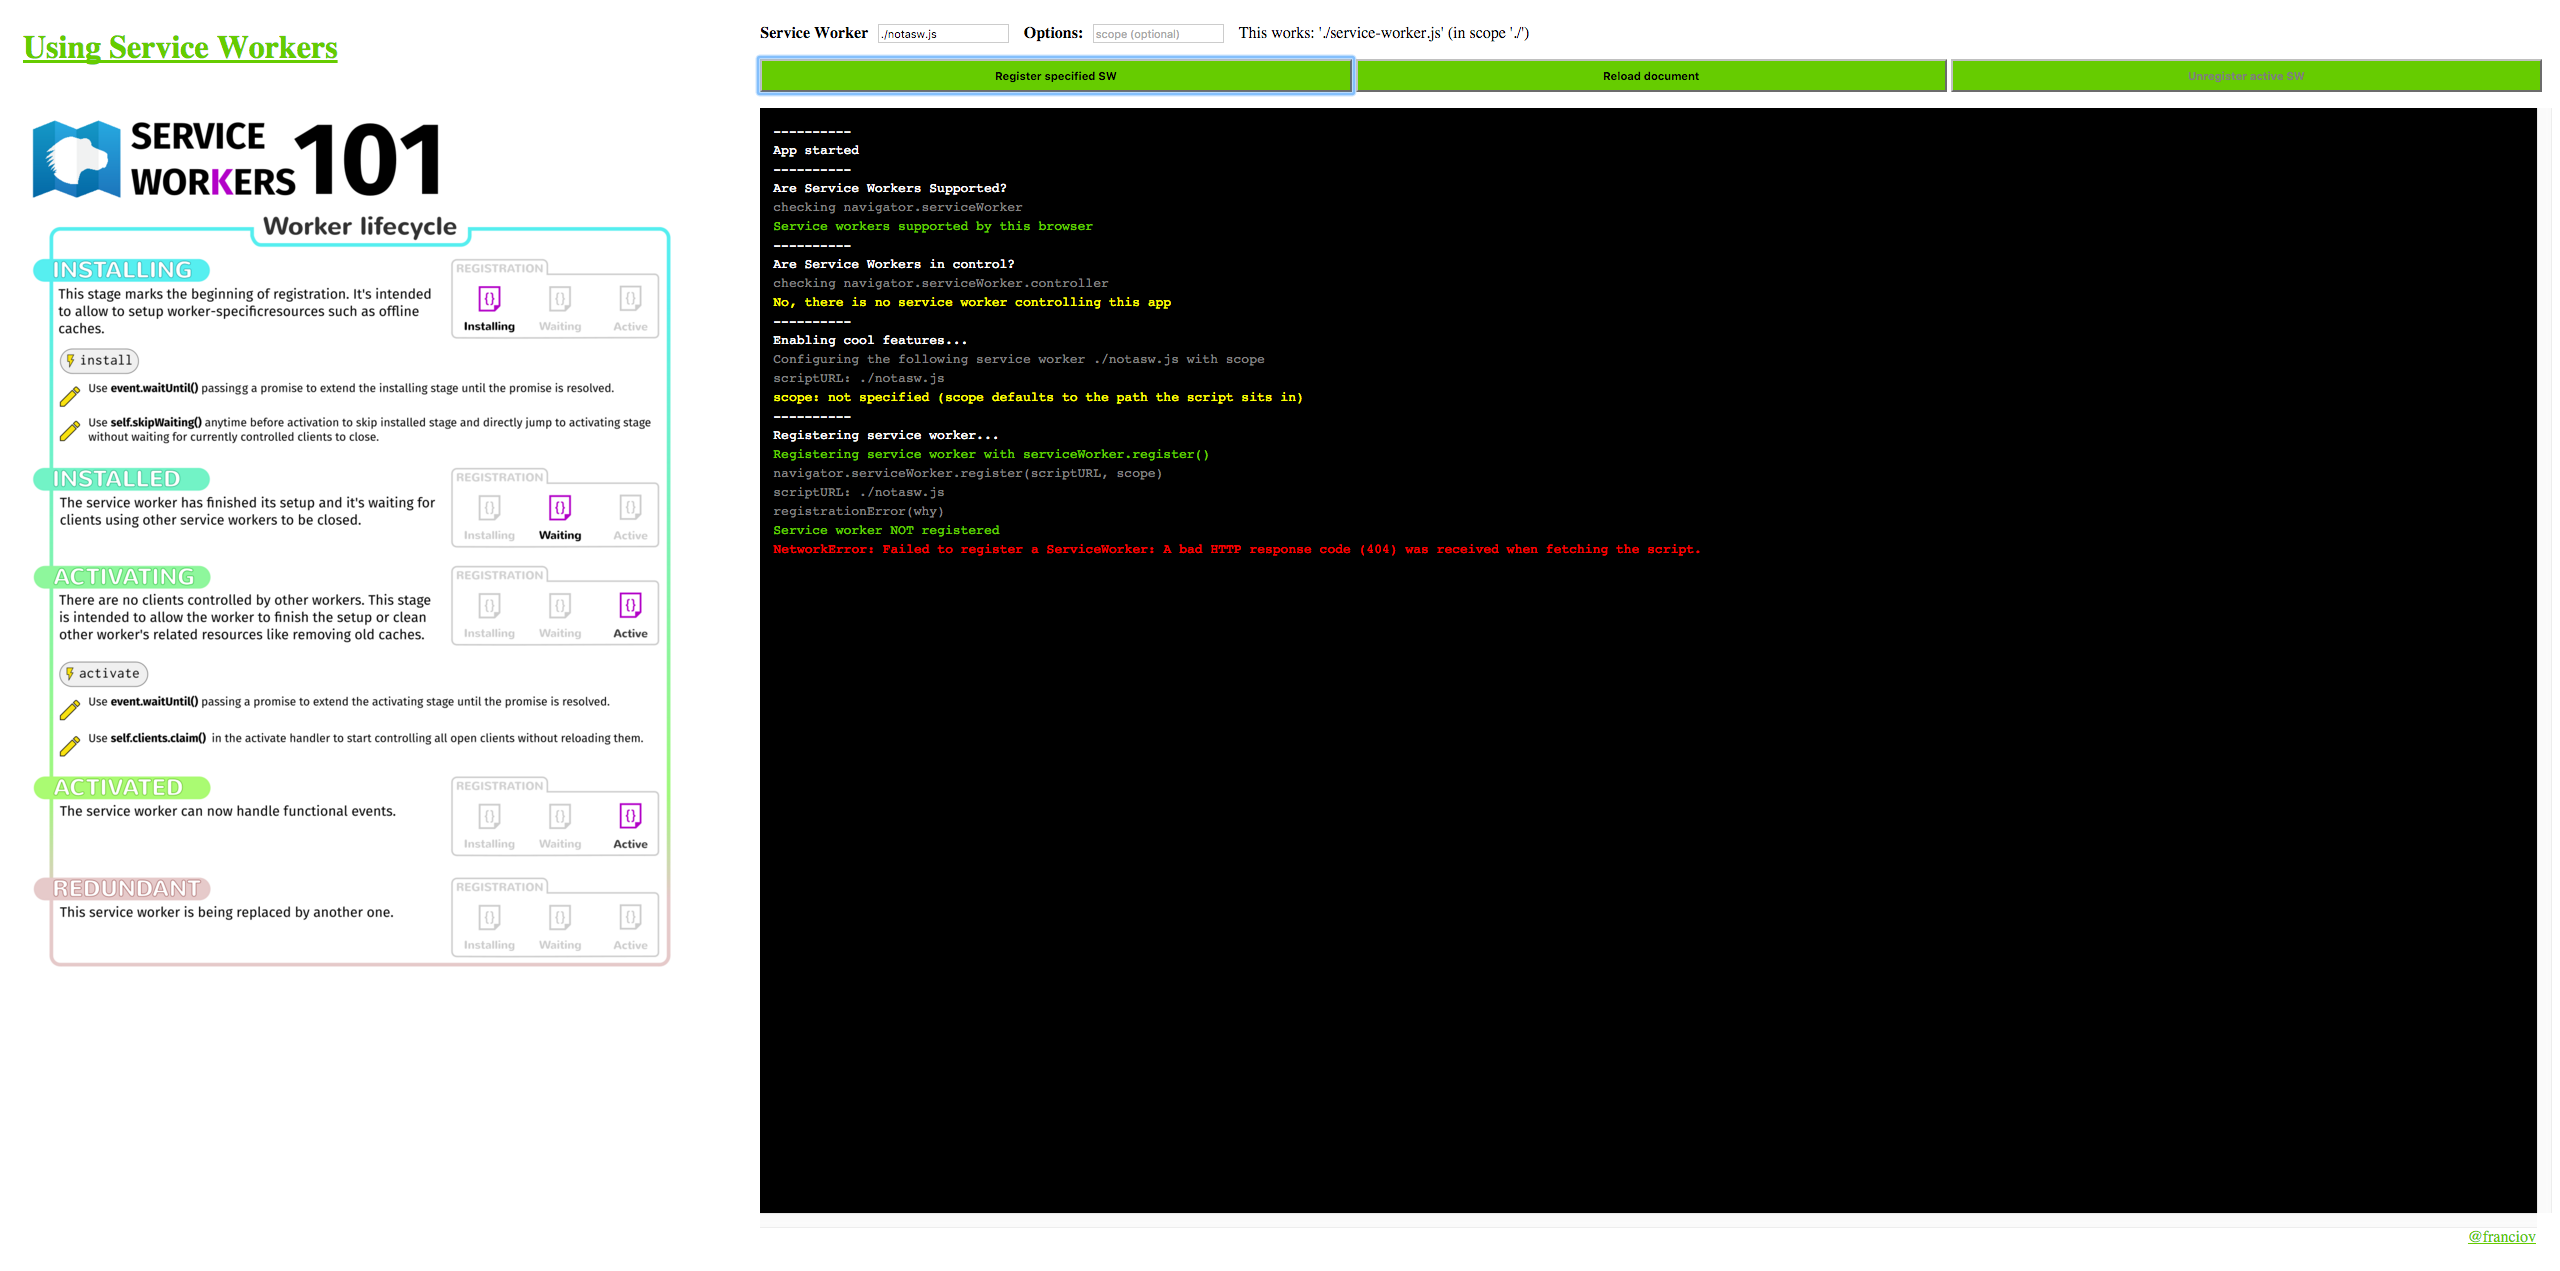 Using Service Workers
SERVICE
WORKERS 101
Worker lifecycle
INSTALLING
This stage marks the beginning of registration. It's intended
to allow to setup worker-specificresources such as offline
caches.
REGISTRATION
{} {} {}
Installing Waiting Active
install
Use event.waitUntil() passingg a promise to extend the installing stage until the promise is resolved.
Use self.skipWaiting() anytime before activation to skip installed stage and directly jump to activating stage
without waiting for currently controlled clients to close.
INSTALLED
The service worker has finished its setup and it's waiting for
clients using other service workers to be closed.
REGISTRATION
{} {} {}
Installing Waiting Active
ACTIVATING
There are no clients controlled by other workers. This stage
is intended to allow the worker to finish the setup or clean
other worker's related resources like removing old caches.
REGISTRATION
{} {} {}
Installing Waiting Active
activate
Use event.waitUntil() passing a promise to extend the activating stage until the promise is resolved.
Use self.clients.claim() in the activate handler to start controlling all open clients without reloading them.
ACTIVATED
The service worker can now handle functional events.
REGISTRATION
{} {} {}
Installing Waiting Active
REDUNDANT
This service worker is being replaced by another one.
REGISTRATION
{} {} {}
Installing Waiting Active
Service Worker ./notasw.js Options: scope (optional) This works: './service-worker.js' (in scope './')
Register specified SW Reload document Unregister active SW
----------
App started
----------
Are Service Workers Supported?
checking navigator.serviceWorker
Service workers supported by this browser
----------
Are Service Workers in control?
checking navigator.serviceWorker.controller
No, there is no service worker controlling this app
----------
Enabling cool features...
Configuring the following service worker ./notasw.js with scope
scriptURL: ./notasw.js
scope: not specified (scope defaults to the path the script sits in)
----------
Registering service worker...
Registering service worker with serviceWorker.register()
navigator.serviceWorker.register(scriptURL, scope)
scriptURL: ./notasw.js
registrationError(why)
Service worker NOT registered
NetworkError: Failed to register a ServiceWorker: A bad HTTP response code (404) was received when fetching the script.
@franciov